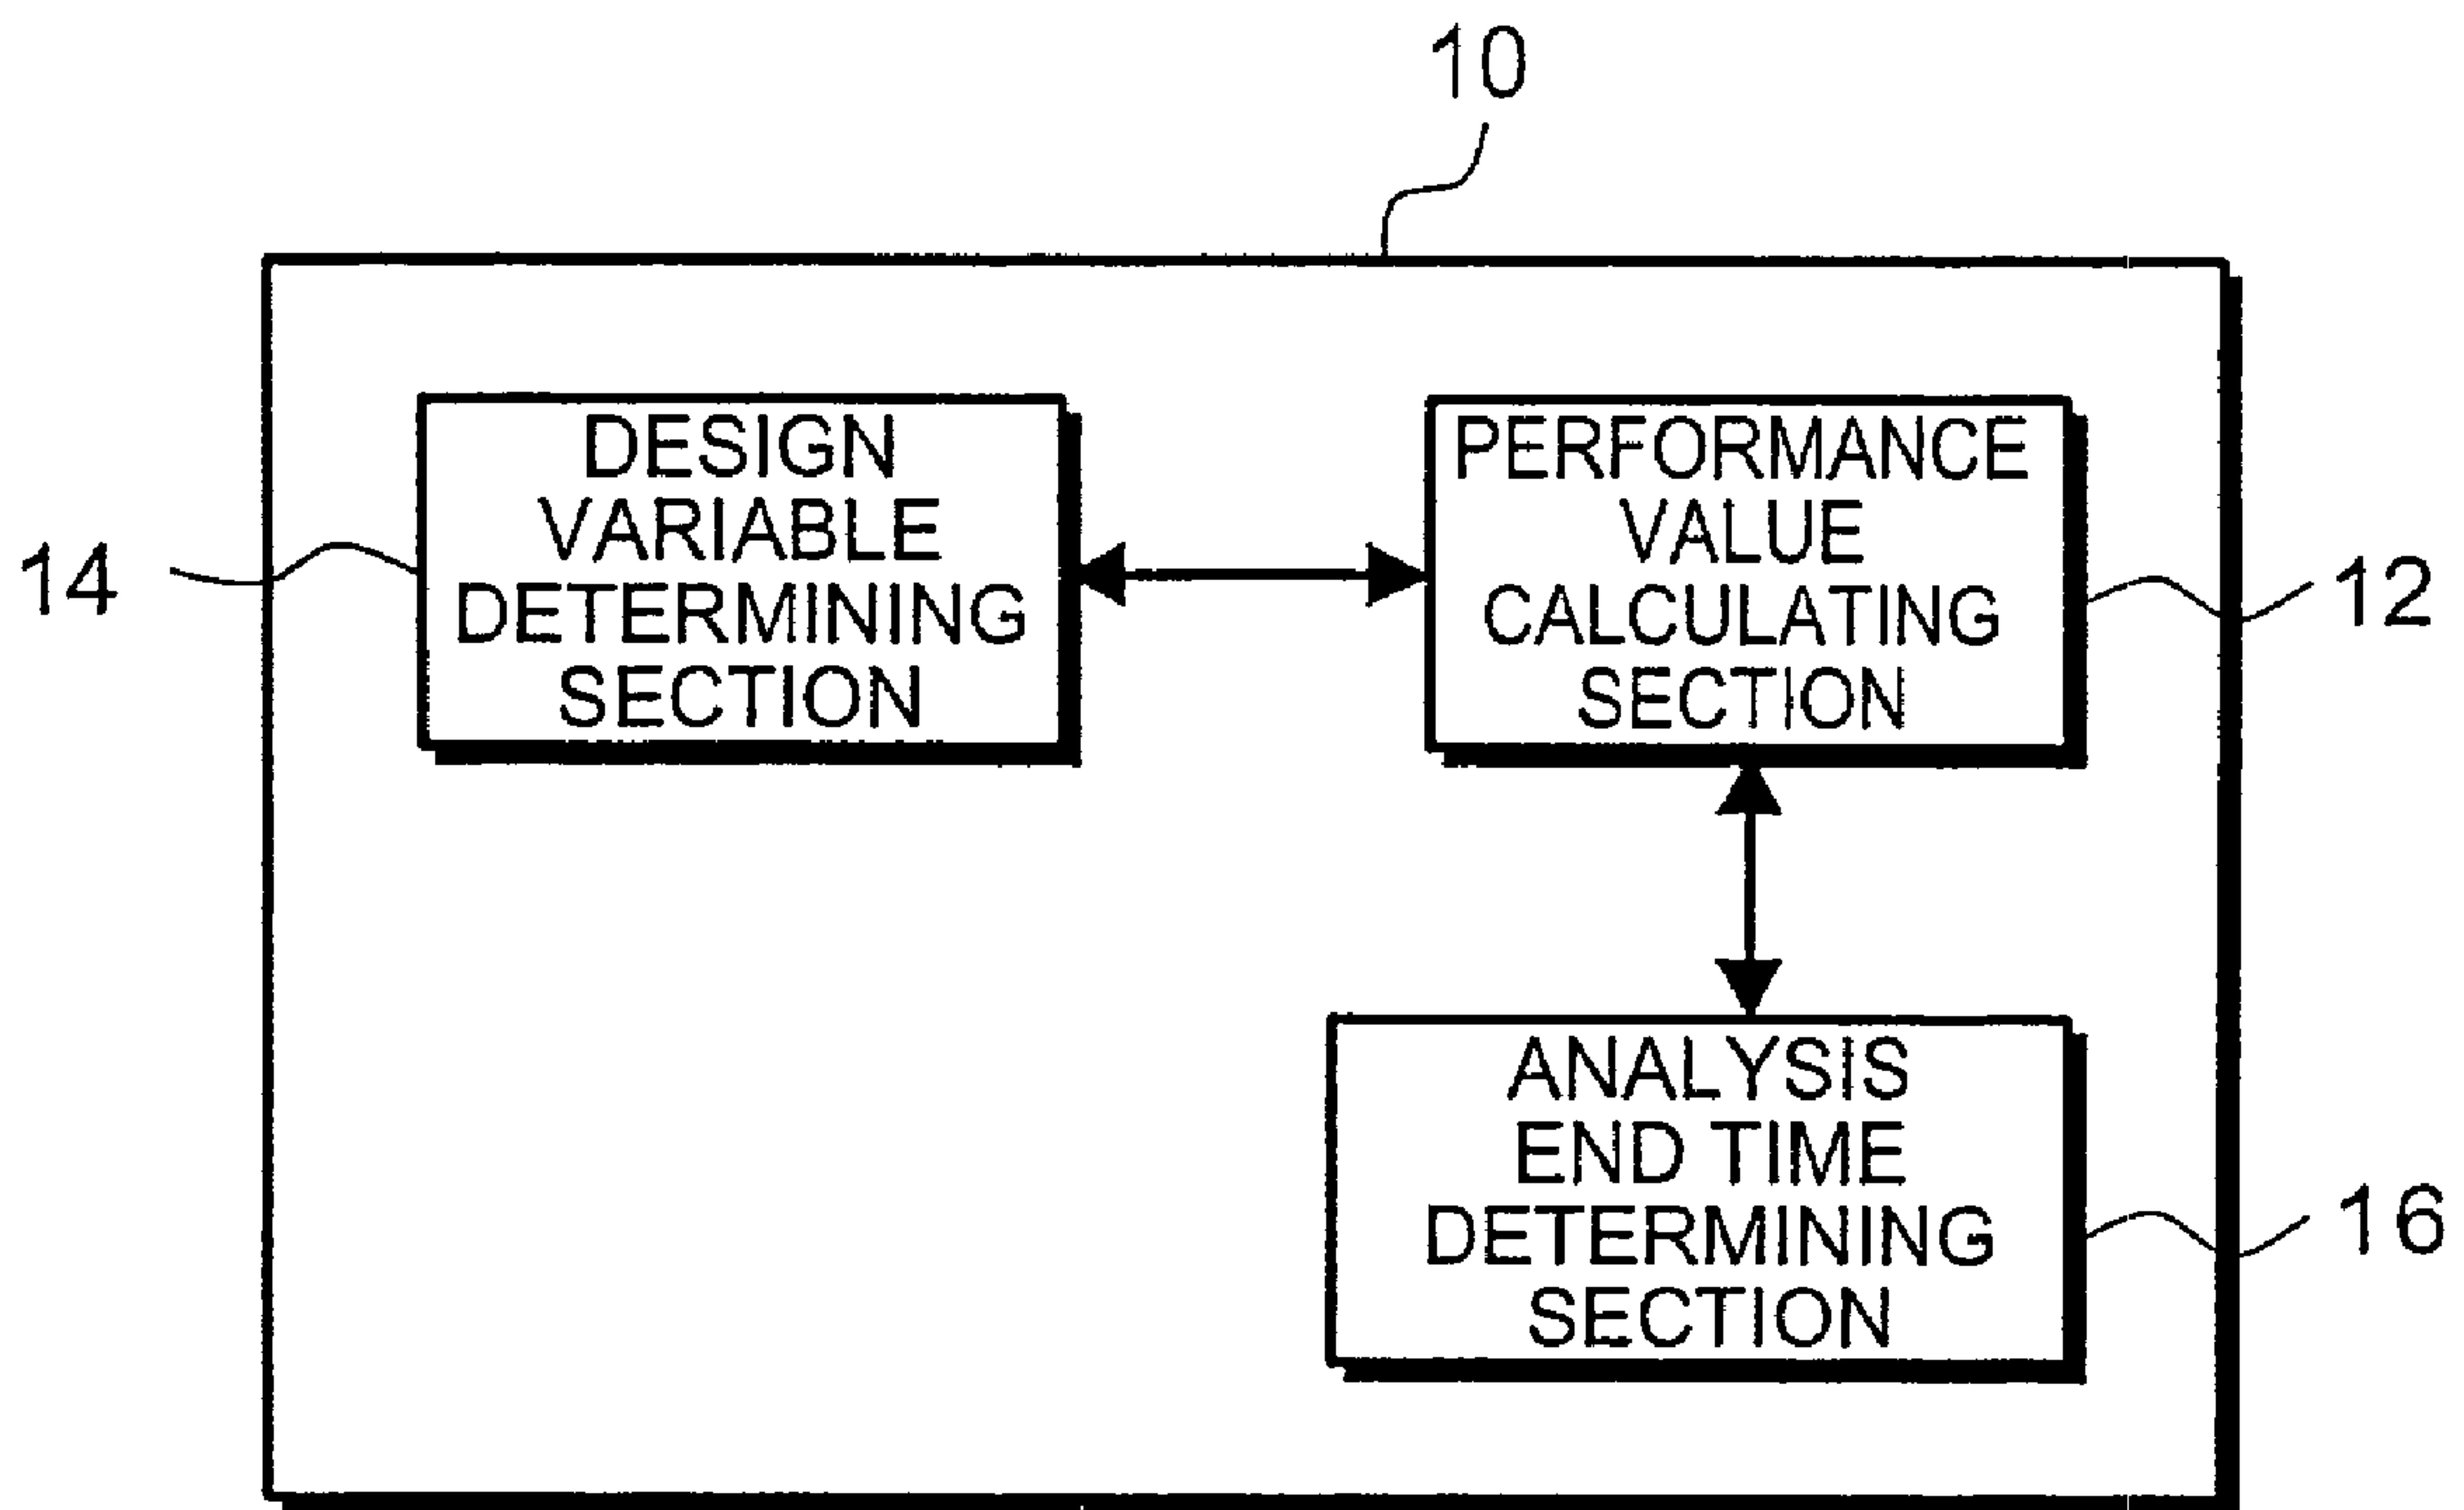 10
DESIGN
VARIABLE
DETERMINING
SECTION
14
PERFORMANCE
VALUE
CALCULATING
SECTION
12
ANALYSIS
END TIME
DETERMINING
SECTION
16